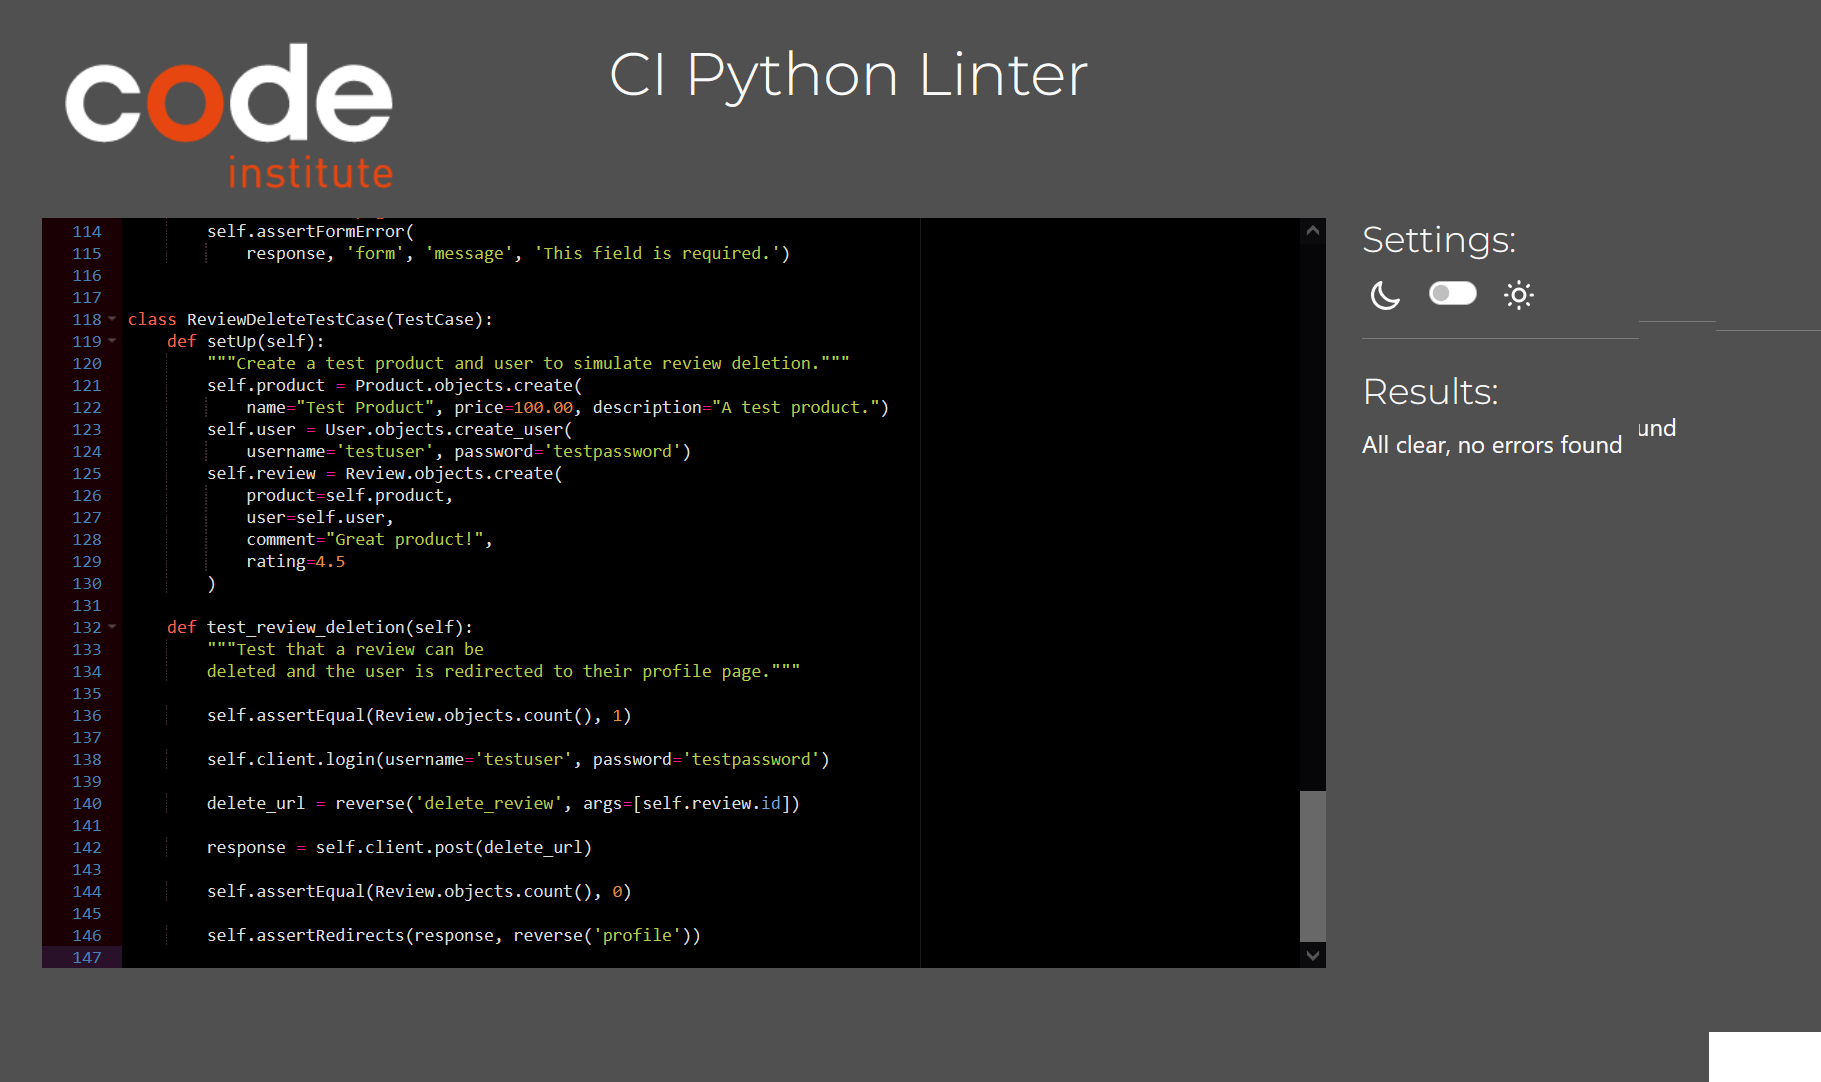 code
institute
CI Python Linter
114 self.assertFormError(
115 response, 'form', 'message', 'This field is required.')
116
117
118 class ReviewDeleteTestCase(TestCase):
119 def setUp(self):
120 """Create a test product and user to simulate review deletion."""
121 self.product = Product.objects.create(
122 name="Test Product", price=100.00, description="A test product.")
123 self.user = User.objects.create_user(
124 username='testuser', password='testpassword')
125 self.review = Review.objects.create(
126 product=self.product,
127 user=self.user,
128 comment="Great product!",
129 rating=4.5
130 )
131
132 def test_review_deletion(self):
133 """Test that a review can be
134 deleted and the user is redirected to their profile page."""
135
136 self.assertEqual(Review.objects.count(), 1)
137
138 self.client.login(username='testuser', password='testpassword')
139
140 delete_url = reverse('delete_review', args=[self.review.id])
141
142 response = self.client.post(delete_url)
143
144 self.assertEqual(Review.objects.count(), 0)
145
146 self.assertRedirects(response, reverse('profile'))
147
Settings:
Results:
All clear, no errors found
und